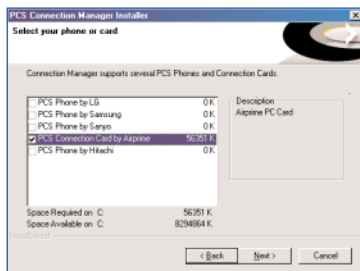 PCS Connection Manager Installer
Select your phone or card
Connection Manager supports several PCS Phones and Connection Cards.
PCS Phone by LG 0 K
PCS Phone by Samsung 0 K
PCS Phone by Sanyo 0 K
PCS Connection Card by Airprime 56351 K
PCS Phone by Hitachi 0 K
Description
Airprime PC Card
Space Required on C: 56351 K
Space Available on C: 8294864 K
InstallShield
< Back Next > Cancel